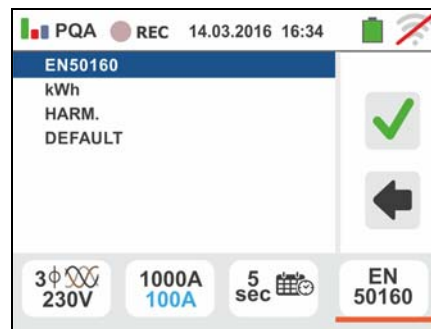 PQA REC 14.03.2016 16:34
EN50160
kWh
HARM.
DEFAULT
3ϕ
230V
1000A
100A
5
sec
EN
50160